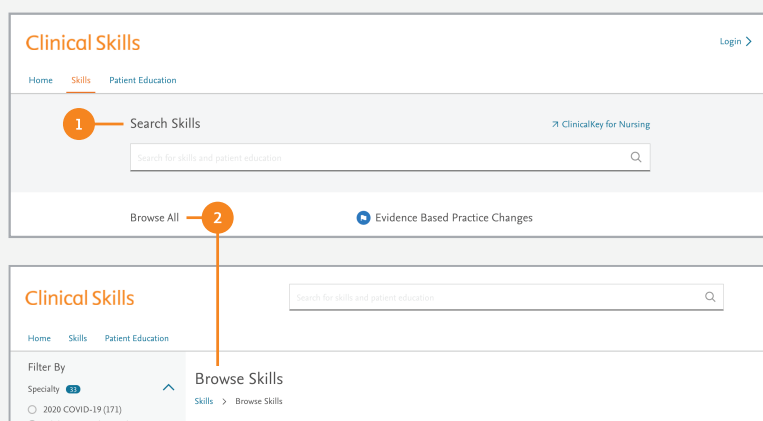 Clinical Skills
Login >
Home Skills Patient Education
1 Search Skills
ClinicalKey for Nursing
Search for skills and patient education
Browse All 2 Evidence Based Practice Changes
Clinical Skills
Search for skills and patient education
Home Skills Patient Education
Filter By
Specialty 33
2020 COVID-19 (171)
Browse Skills
Skills > Browse Skills